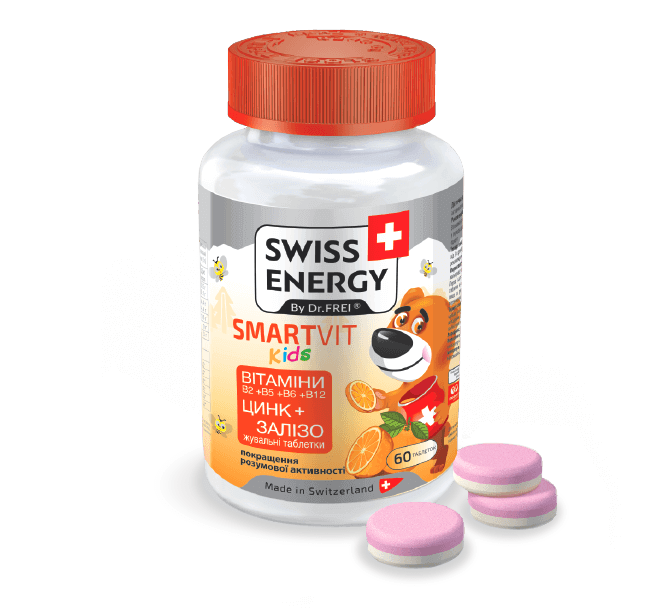 SWISS
ENERGY
By Dr.FREI®
SMARTVIT
Kids
ВІТАМІНИ
B2 +B5 +B6 +B12
ЦИНК +
ЗАЛІЗО
жувальні таблетки
покращення
розумової активності
60 ТАБЛЕТОК
Made in Switzerland